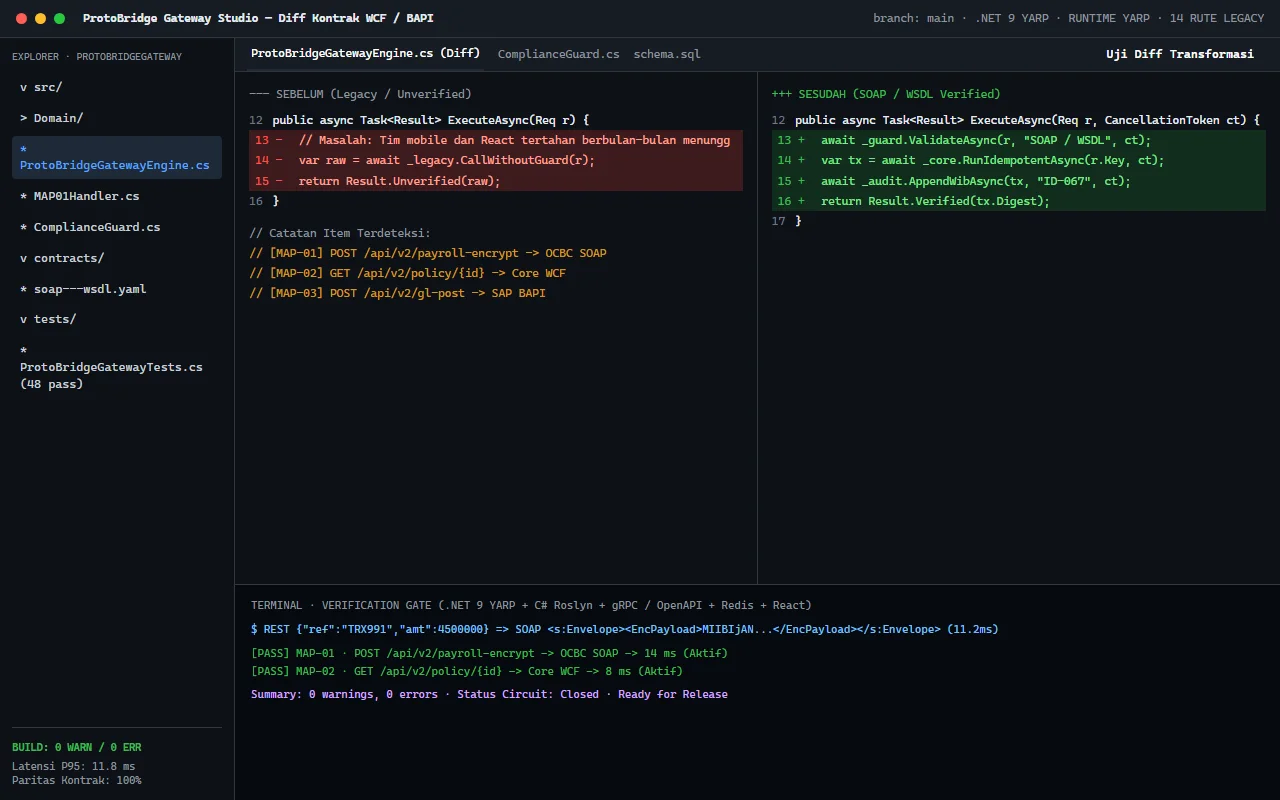 ProtoBridge Gateway Studio — Diff Kontrak WCF / BAPI
branch: main · .NET 9 YARP · RUNTIME YARP · 14 RUTE LEGACY
EXPLORER · PROTOBRIDGEGATEWAY
v src/
> Domain/
*
ProtoBridgeGatewayEngine.cs
* MAP01Handler.cs
* ComplianceGuard.cs
v contracts/
* soap---wsdl.yaml
v tests/
*
ProtoBridgeGatewayTests.cs
(48 pass)
BUILD: 0 WARN / 0 ERR
Latensi P95: 11.8 ms
Paritas Kontrak: 100%
ProtoBridgeGatewayEngine.cs (Diff) ComplianceGuard.cs schema.sql
Uji Diff Transformasi
--- SEBELUM (Legacy / Unverified)
12 public async Task<Result> ExecuteAsync(Req r) {
13 - // Masalah: Tim mobile dan React tertahan berbulan-bulan menungg
14 - var raw = await _legacy.CallWithoutGuard(r);
15 - return Result.Unverified(raw);
16 }
// Catatan Item Terdeteksi:
// [MAP-01] POST /api/v2/payroll-encrypt -> OCBC SOAP
// [MAP-02] GET /api/v2/policy/{id} -> Core WCF
// [MAP-03] POST /api/v2/gl-post -> SAP BAPI
+++ SESUDAH (SOAP / WSDL Verified)
12 public async Task<Result> ExecuteAsync(Req r, CancellationToken ct) {
13 + await _guard.ValidateAsync(r, "SOAP / WSDL", ct);
14 + var tx = await _core.RunIdempotentAsync(r.Key, ct);
15 + await _audit.AppendWibAsync(tx, "ID-067", ct);
16 + return Result.Verified(tx.Digest);
17 }
TERMINAL · VERIFICATION GATE (.NET 9 YARP + C# Roslyn + gRPC / OpenAPI + Redis + React)
$ REST {"ref":"TRX991","amt":4500000} => SOAP <s:Envelope><EncPayload>MIIBIjAN...</EncPayload></s:Envelope> (11.2ms)
[PASS] MAP-01 · POST /api/v2/payroll-encrypt -> OCBC SOAP -> 14 ms (Aktif)
[PASS] MAP-02 · GET /api/v2/policy/{id} -> Core WCF -> 8 ms (Aktif)
Summary: 0 warnings, 0 errors · Status Circuit: Closed · Ready for Release